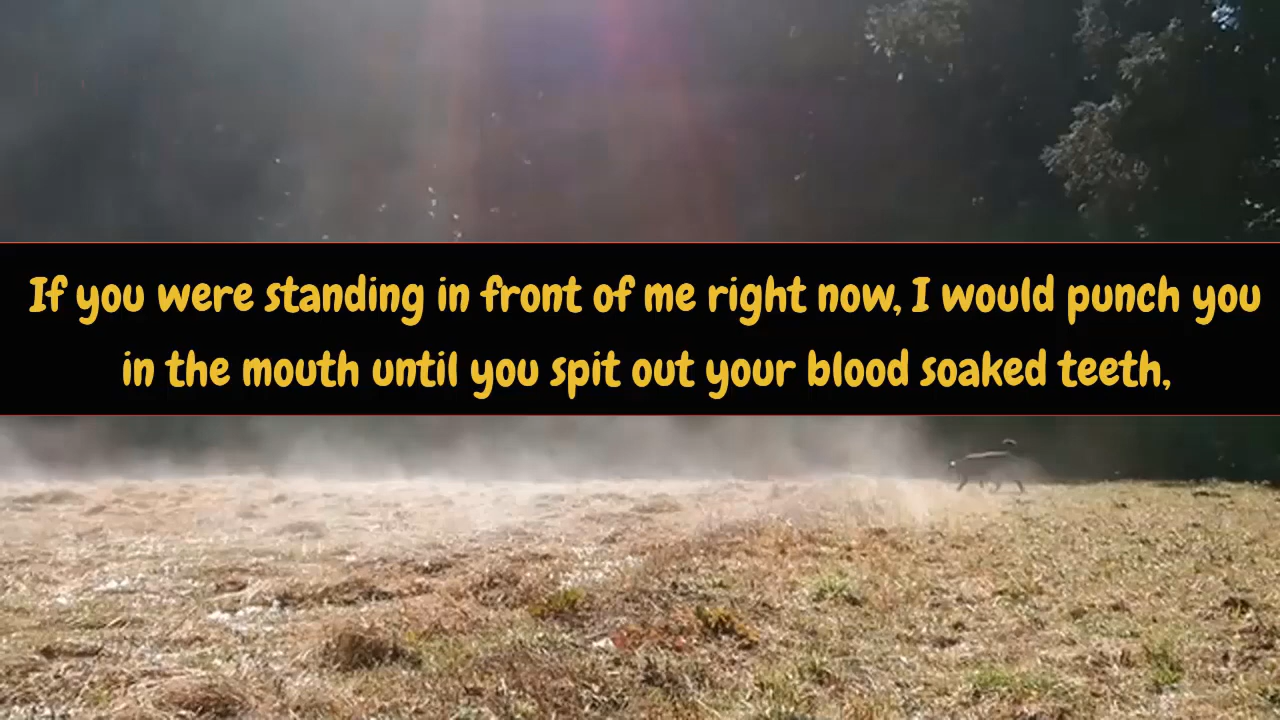 If you were standing in front of me right now, I would punch you
in the mouth until you spit out your blood soaked teeth,